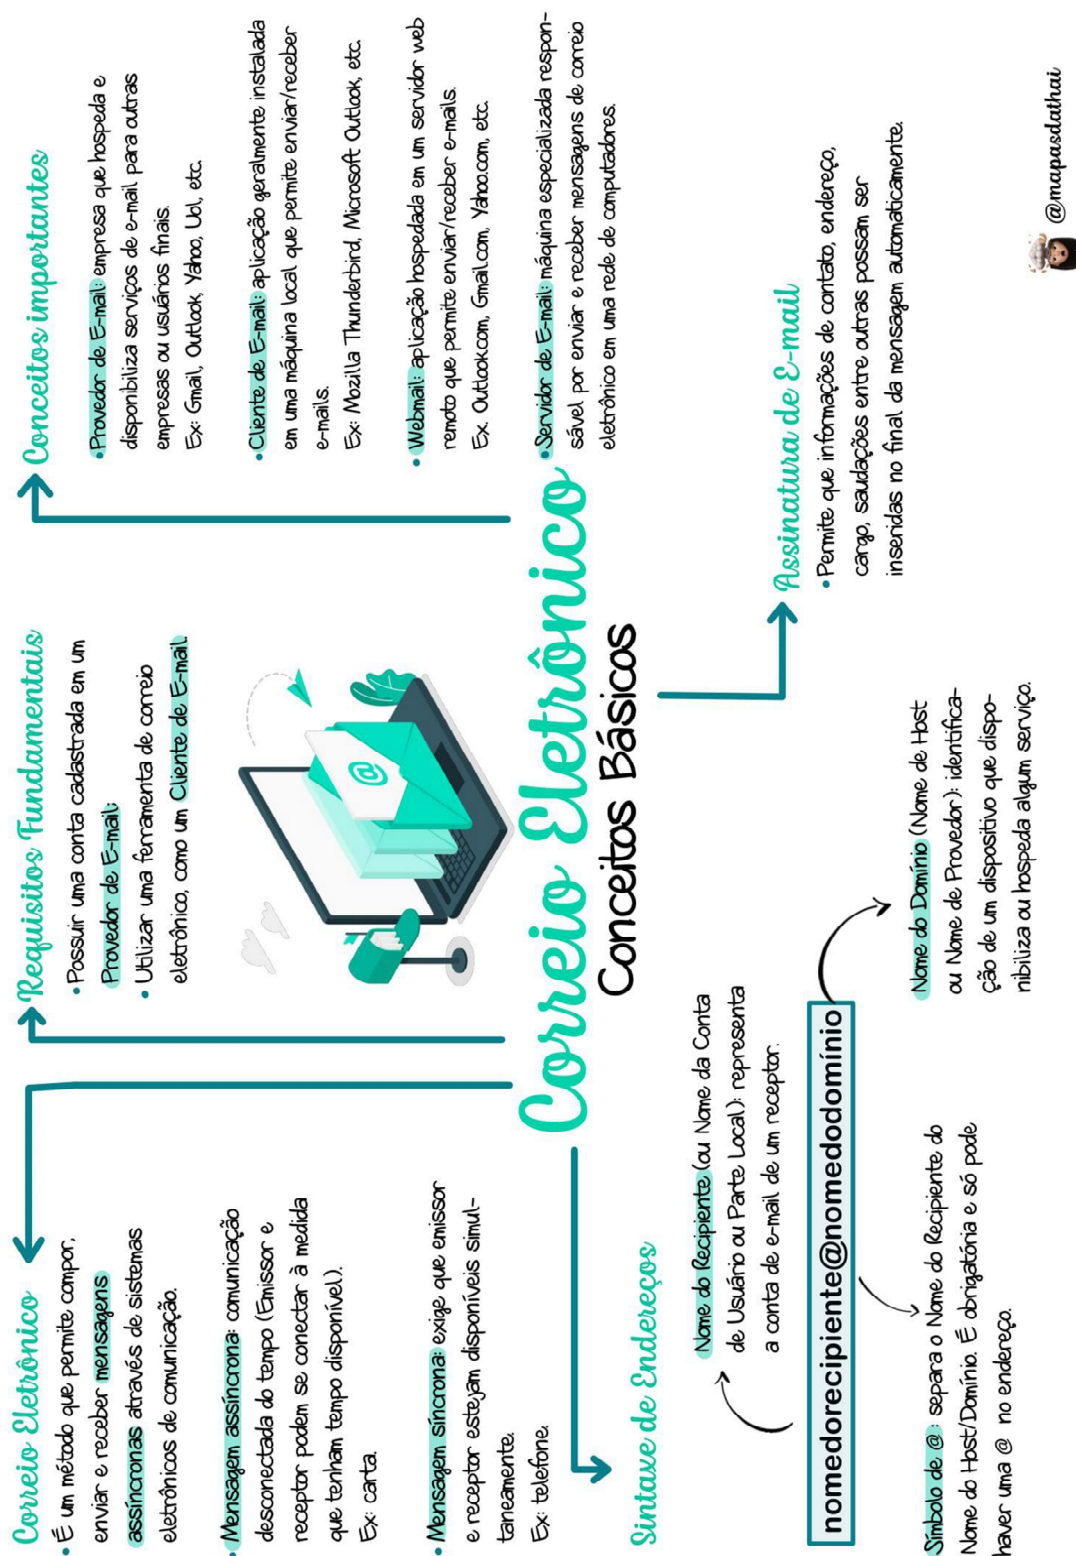 Correio Eletrônico
• É um método que permite compor,
enviar e receber mensagens
assíncronas através de sistemas
eletrônicos de comunicação.
• Mensagem assíncrona: comunicação
desconectada do tempo (Emissor e
receptor podem se conectar à medida
que tenham tempo disponível).
Ex: carta.
• Mensagem síncrona: exige que emissor
e receptor estejam disponíveis simul-
taneamente.
Ex: telefone.
Requisitos Fundamentais
• Possuir uma conta cadastrada em um
Provedor de E-mail;
• Utilizar uma ferramenta de correio
eletrônico, como um Cliente de E-mail.
Conceitos importantes
• Provedor de E-mail: empresa que hospeda e
disponibiliza serviços de e-mail para outras
empresas ou usuários finais.
Ex: Gmail, Outlook, Yahoo, Uol, etc.
• Cliente de E-mail: aplicação geralmente instalada
em uma máquina local que permite enviar/receber
e-mails.
Ex: Mozilla Thunderbird, Microsoft Outlook, etc.
• Webmail: aplicação hospedada em um servidor web
remoto que permite enviar/receber e-mails.
Ex. Outlook.com, Gmail.com, Yahoo.com, etc.
• Servidor de E-mail: máquina especializada respon-
sável por enviar e receber mensagens de correio
eletrônico em uma rede de computadores.
@
Correio Eletrônico
Conceitos Básicos
Sintaxe de Endereços
Nome do Recipiente (ou Nome da Conta
de Usuário ou Parte Local): representa
a conta de e-mail de um receptor.
nomedorecipiente@nomedodomínio
Símbolo de @: separa o Nome do Recipiente do
Nome do Host/Domínio. É obrigatória e só pode
haver uma @ no endereço.
Nome do Domínio (Nome de Host
ou Nome de Provedor): identifica-
ção de um dispositivo que dispo-
nibiliza ou hospeda algum serviço.
Assinatura de E-mail
• Permite que informações de contato, endereço,
cargo, saudações entre outras possam ser
inseridas no final da mensagem automaticamente.
@mapasdathai